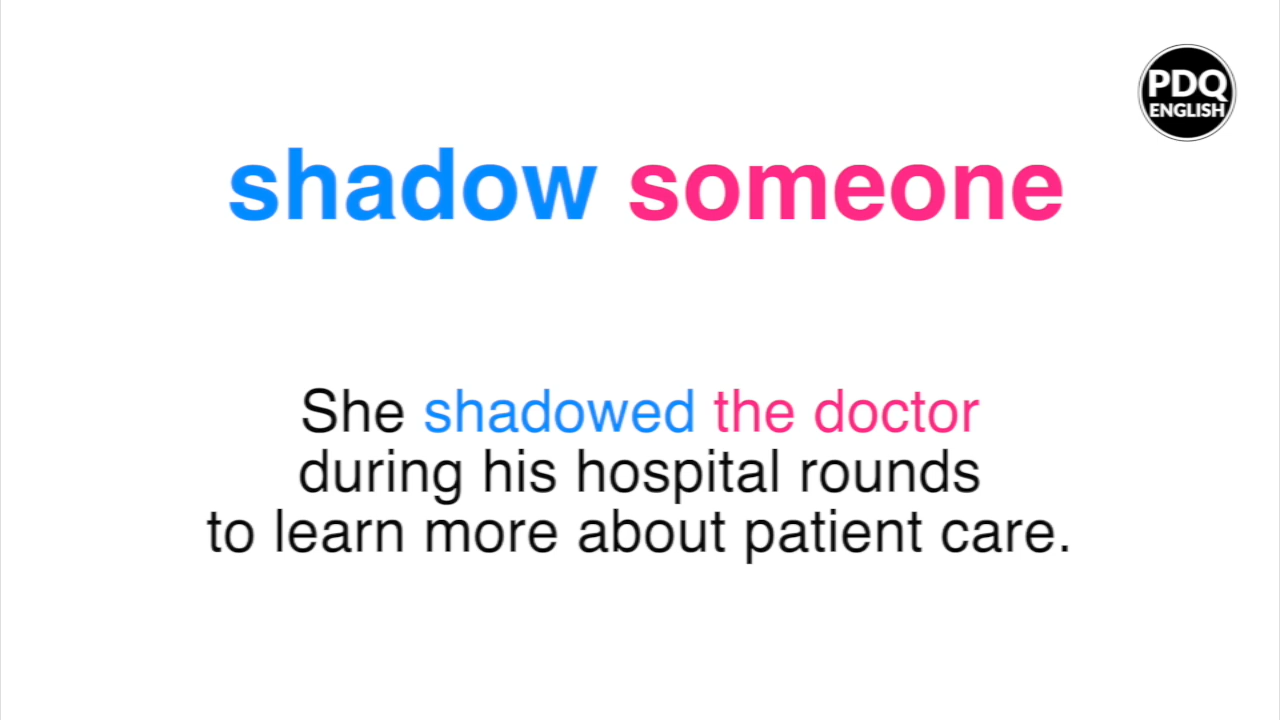 PDQ
ENGLISH
shadow someone
She shadowed the doctor
during his hospital rounds
to learn more about patient care.